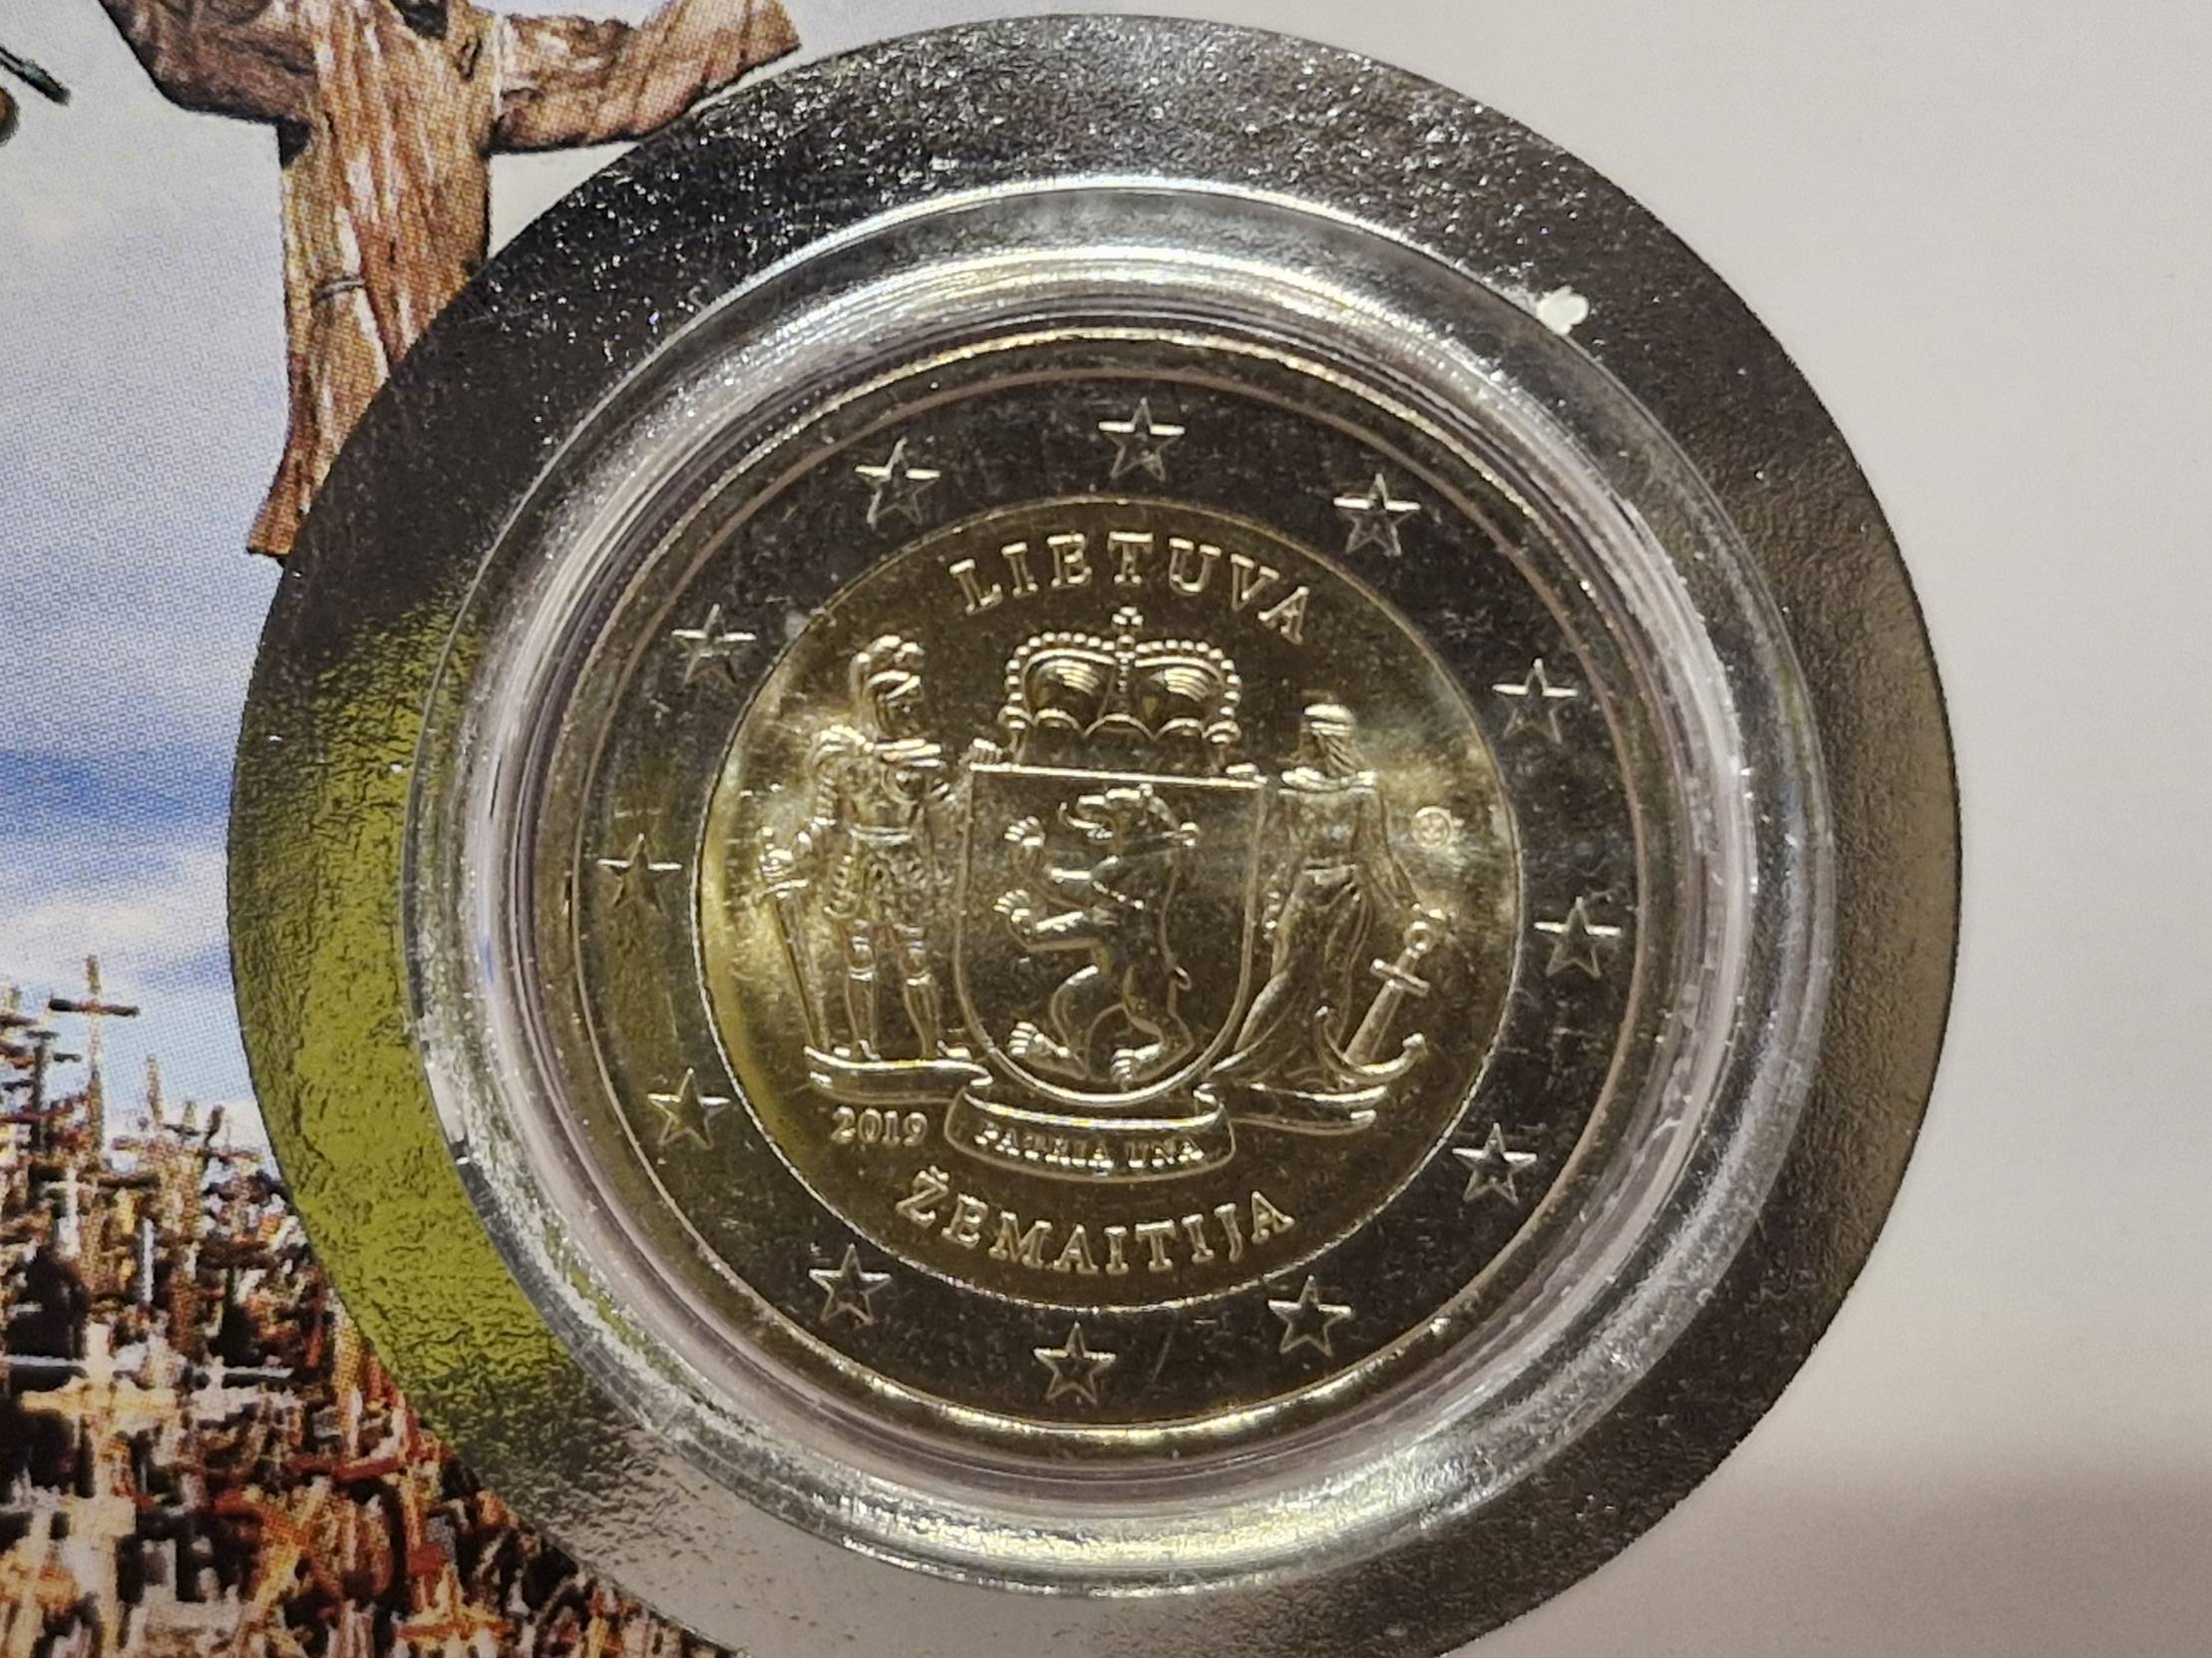 LIETUVA
2019
PATRIA UNA
ŽEMAITIJA